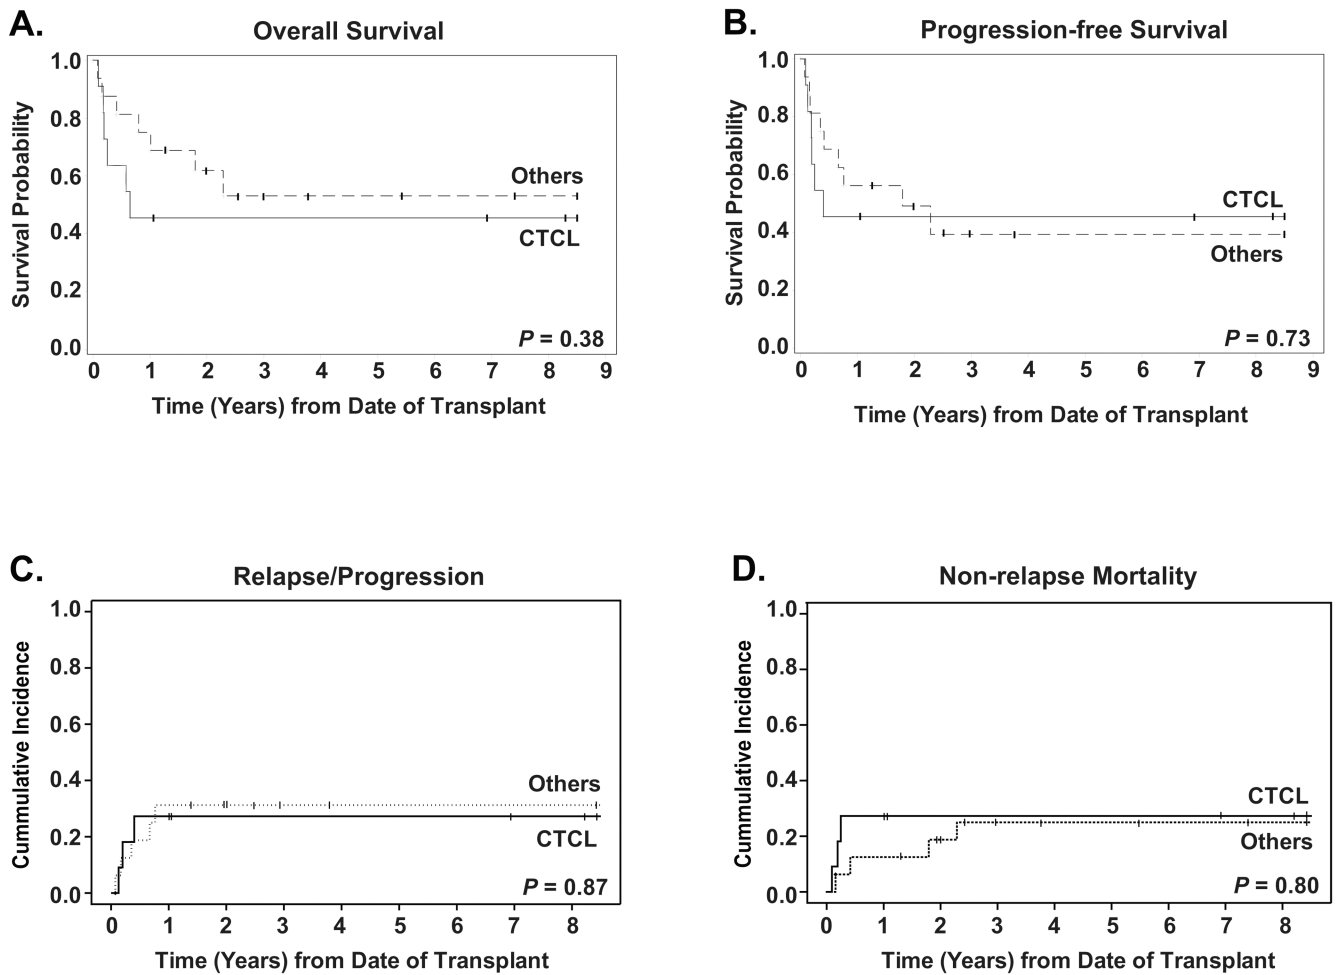 A.
Overall Survival
Survival Probability
1.0
0.8
0.6
0.4
0.2
0.0
Others
CTCL
P = 0.38
0 1 2 3 4 5 6 7 8 9
Time (Years) from Date of Transplant
B.
Progression-free Survival
Survival Probability
1.0
0.8
0.6
0.4
0.2
0.0
CTCL
Others
P = 0.73
0 1 2 3 4 5 6 7 8 9
Time (Years) from Date of Transplant
C.
Relapse/Progression
Cummulative Incidence
1.0
0.8
0.6
0.4
0.2
0.0
Others
CTCL
P = 0.87
0 1 2 3 4 5 6 7 8
Time (Years) from Date of Transplant
D.
Non-relapse Mortality
Cummulative Incidence
1.0
0.8
0.6
0.4
0.2
0.0
CTCL
Others
P = 0.80
0 1 2 3 4 5 6 7 8
Time (Years) from Date of Transplant